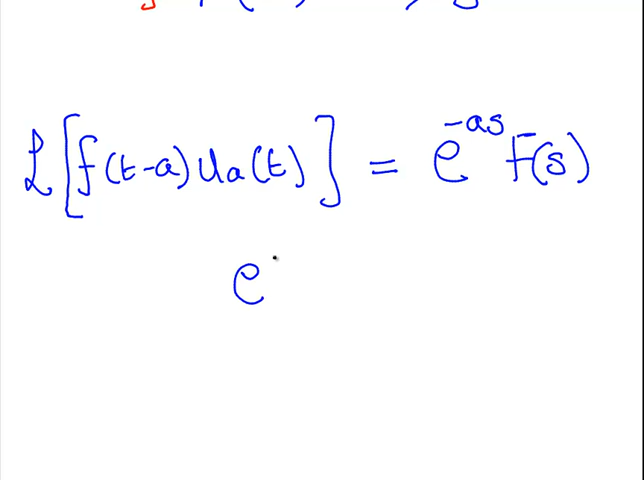 ℒ[f(t-a)u_a(t)] = e^{-as} F(s)
e